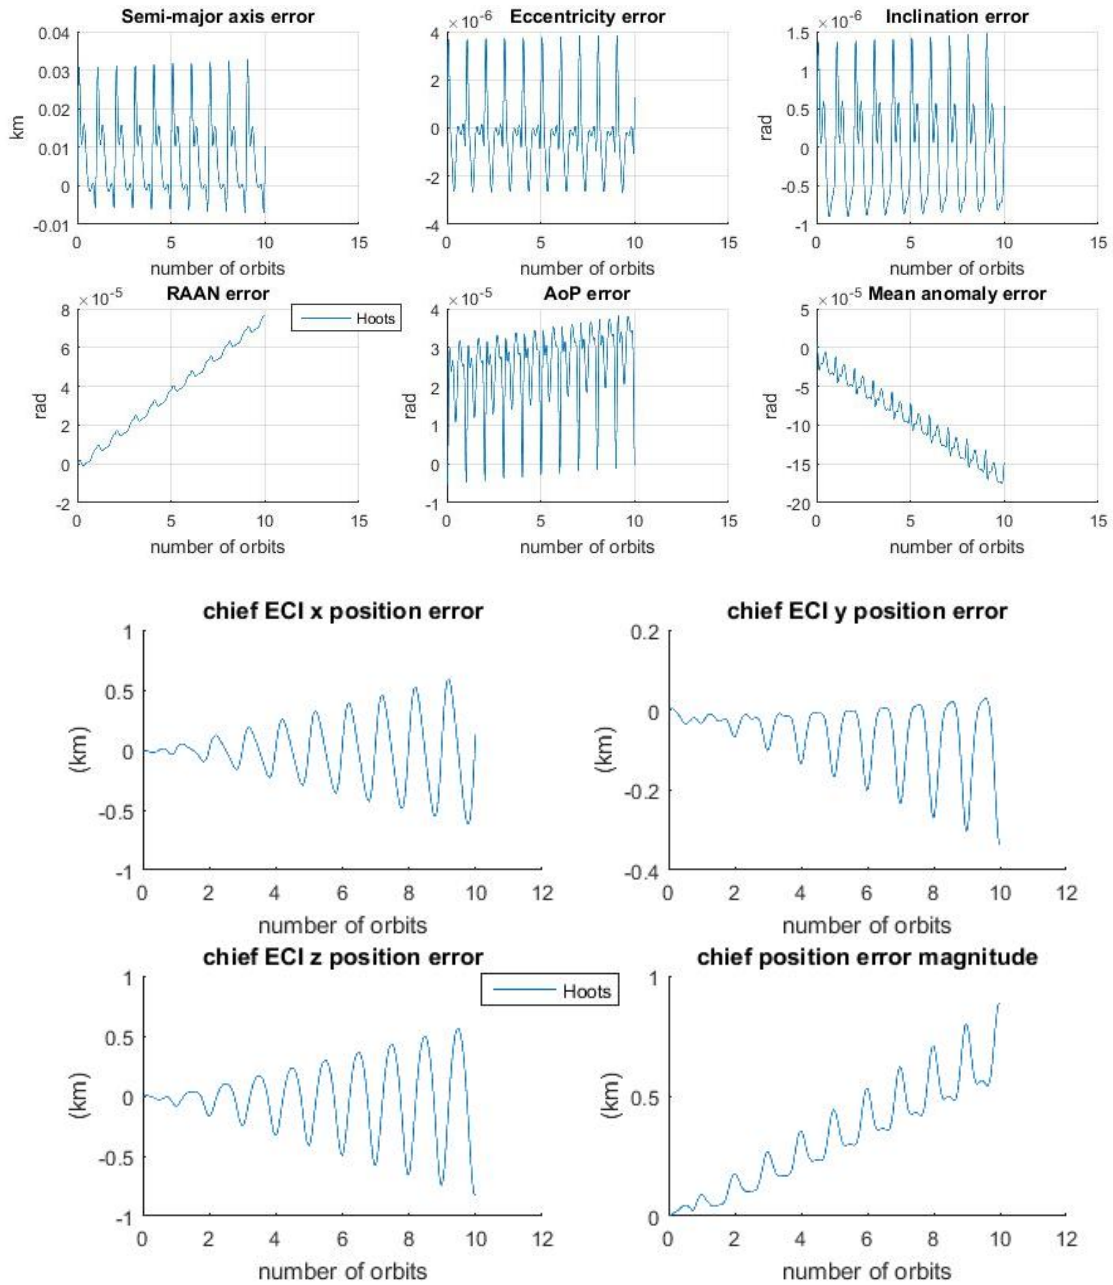 Semi-major axis error
km
0.04
0.03
0.02
0.01
0
-0.01
0 5 10 15
number of orbits
Eccentricity error
×10⁻⁶
4
2
0
-2
-4
0 5 10 15
number of orbits
Inclination error
×10⁻⁶
rad
1.5
1
0.5
0
-0.5
-1
0 5 10 15
number of orbits
RAAN error
×10⁻⁵
rad
8
6
4
2
0
-2
0 5 10 15
number of orbits
Hoots
AoP error
×10⁻⁵
rad
4
3
2
1
0
-1
0 5 10 15
number of orbits
Mean anomaly error
×10⁻⁵
rad
5
0
-5
-10
-15
-20
0 5 10 15
number of orbits
chief ECI x position error
(km)
1
0.5
0
-0.5
-1
0 2 4 6 8 10 12
number of orbits
chief ECI y position error
(km)
0.2
0
-0.2
-0.4
0 2 4 6 8 10 12
number of orbits
chief ECI z position error
(km)
1
0.5
0
-0.5
-1
0 2 4 6 8 10 12
number of orbits
Hoots
chief position error magnitude
(km)
1
0.5
0
0 2 4 6 8 10 12
number of orbits